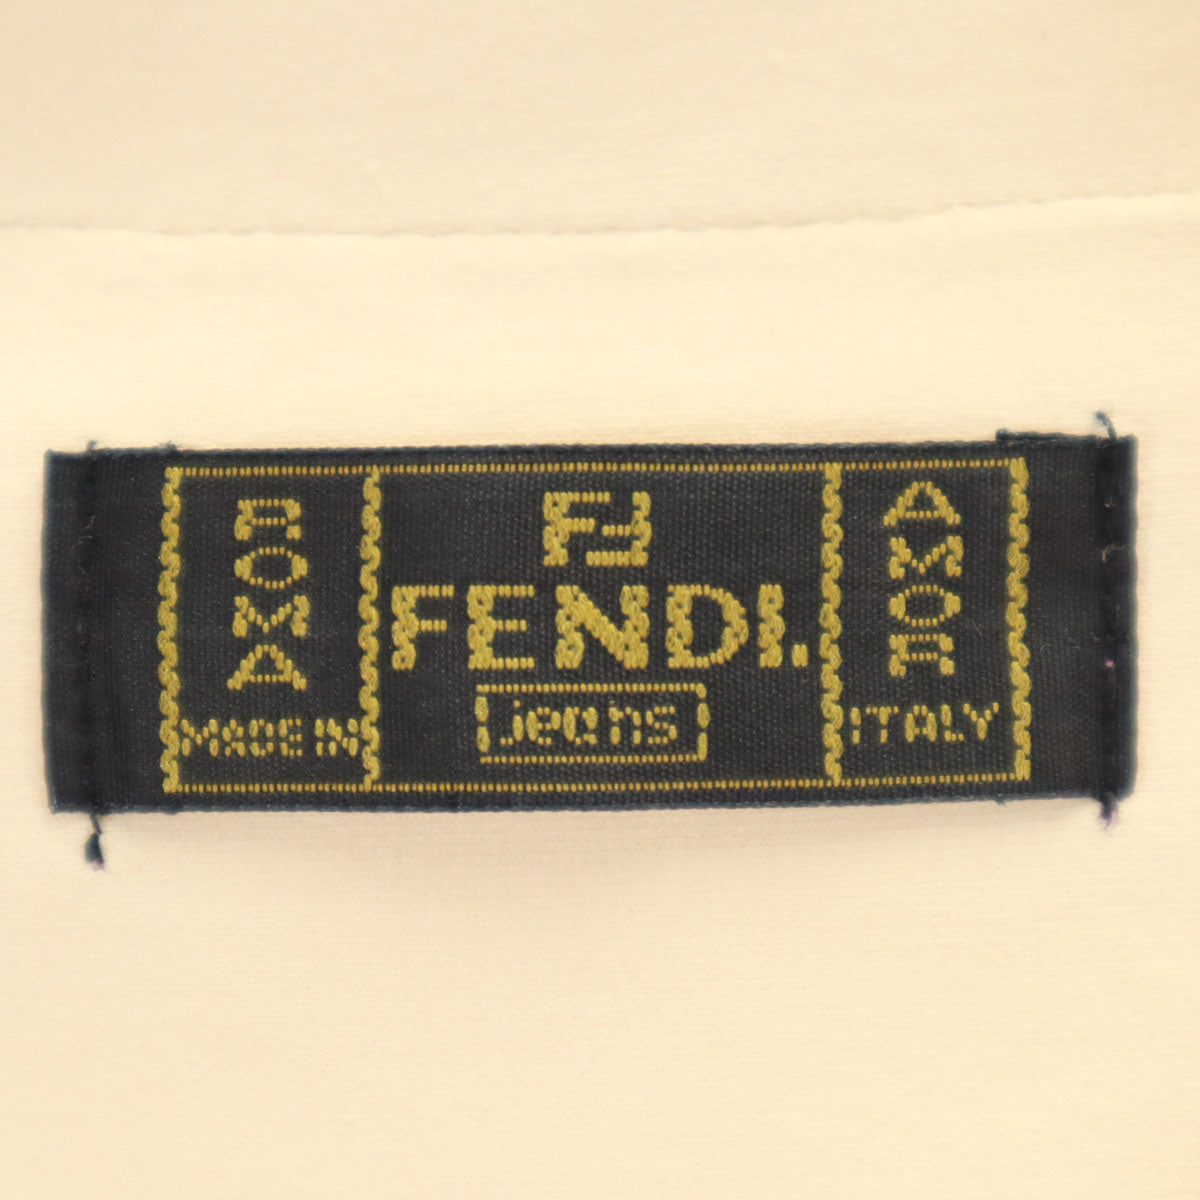 ROMA
MADE IN
FF
FENDI.
jeans
AMOR
ITALY